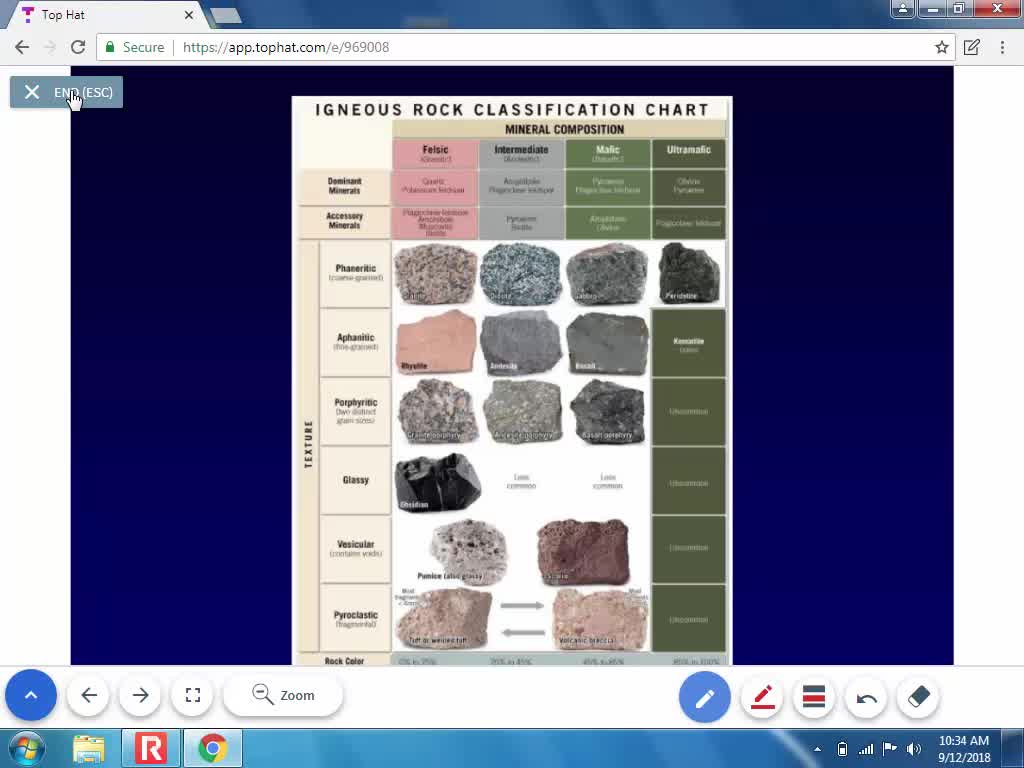 Top Hat
Secure
https://app.tophat.com/e/969008
END (ESC)
IGNEOUS ROCK CLASSIFICATION CHART
MINERAL COMPOSITION
Felsic
(Granitic)
Intermediate
(Andesitic)
Mafic
(Basaltic)
Ultramafic
Dominant
Minerals
Quartz
Potassium feldspar
Amphibole
Plagioclase feldspar
Pyroxene
Plagioclase feldspar
Olivine
Pyroxene
Accessory
Minerals
Plagioclase feldspar
Amphibole
Muscovite
Biotite
Pyroxene
Biotite
Amphibole
Olivine
Plagioclase feldspar
TEXTURE
Phaneritic
(coarse-grained)
Granite
Diorite
Gabbro
Peridotite
Aphanitic
(fine-grained)
Rhyolite
Andesite
Basalt
Komatiite
Porphyritic
(two distinct
grain sizes)
Granite porphyry
Andesite porphyry
Basalt porphyry
Uncommon
Glassy
Obsidian
Less
common
Less
common
Uncommon
Vesicular
(contains voids)
Pumice (also glassy)
Scoria
Uncommon
Pyroclastic
(fragmental)
Most
fragments
< 4mm
Tuff or welded tuff
Most
Volcanic breccia
Uncommon
Rock Color
0% to 25%
25% to 45%
45% to 85%
85% to 100%
Zoom
10:34 AM
9/12/2018